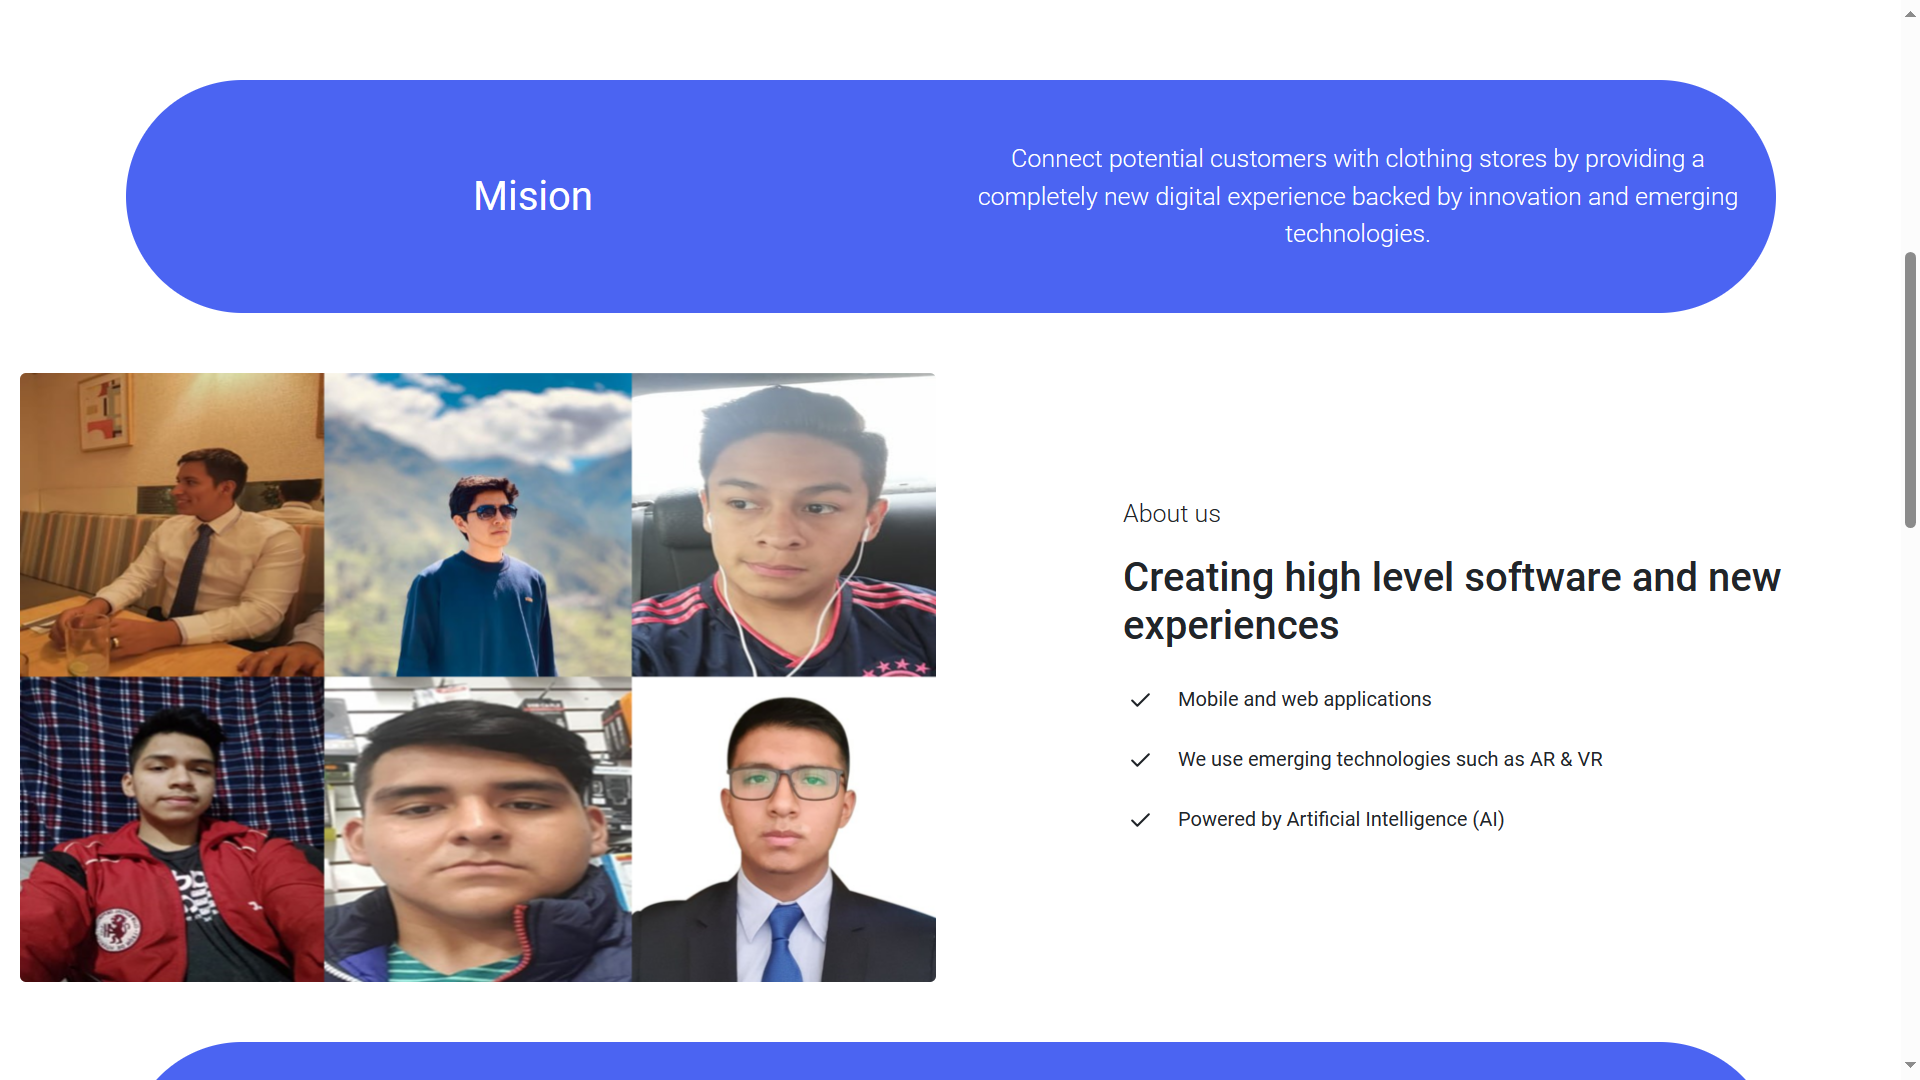 Mision
Connect potential customers with clothing stores by providing a
completely new digital experience backed by innovation and emerging
technologies.
About us
Creating high level software and new
experiences
Mobile and web applications
We use emerging technologies such as AR & VR
Powered by Artificial Intelligence (AI)